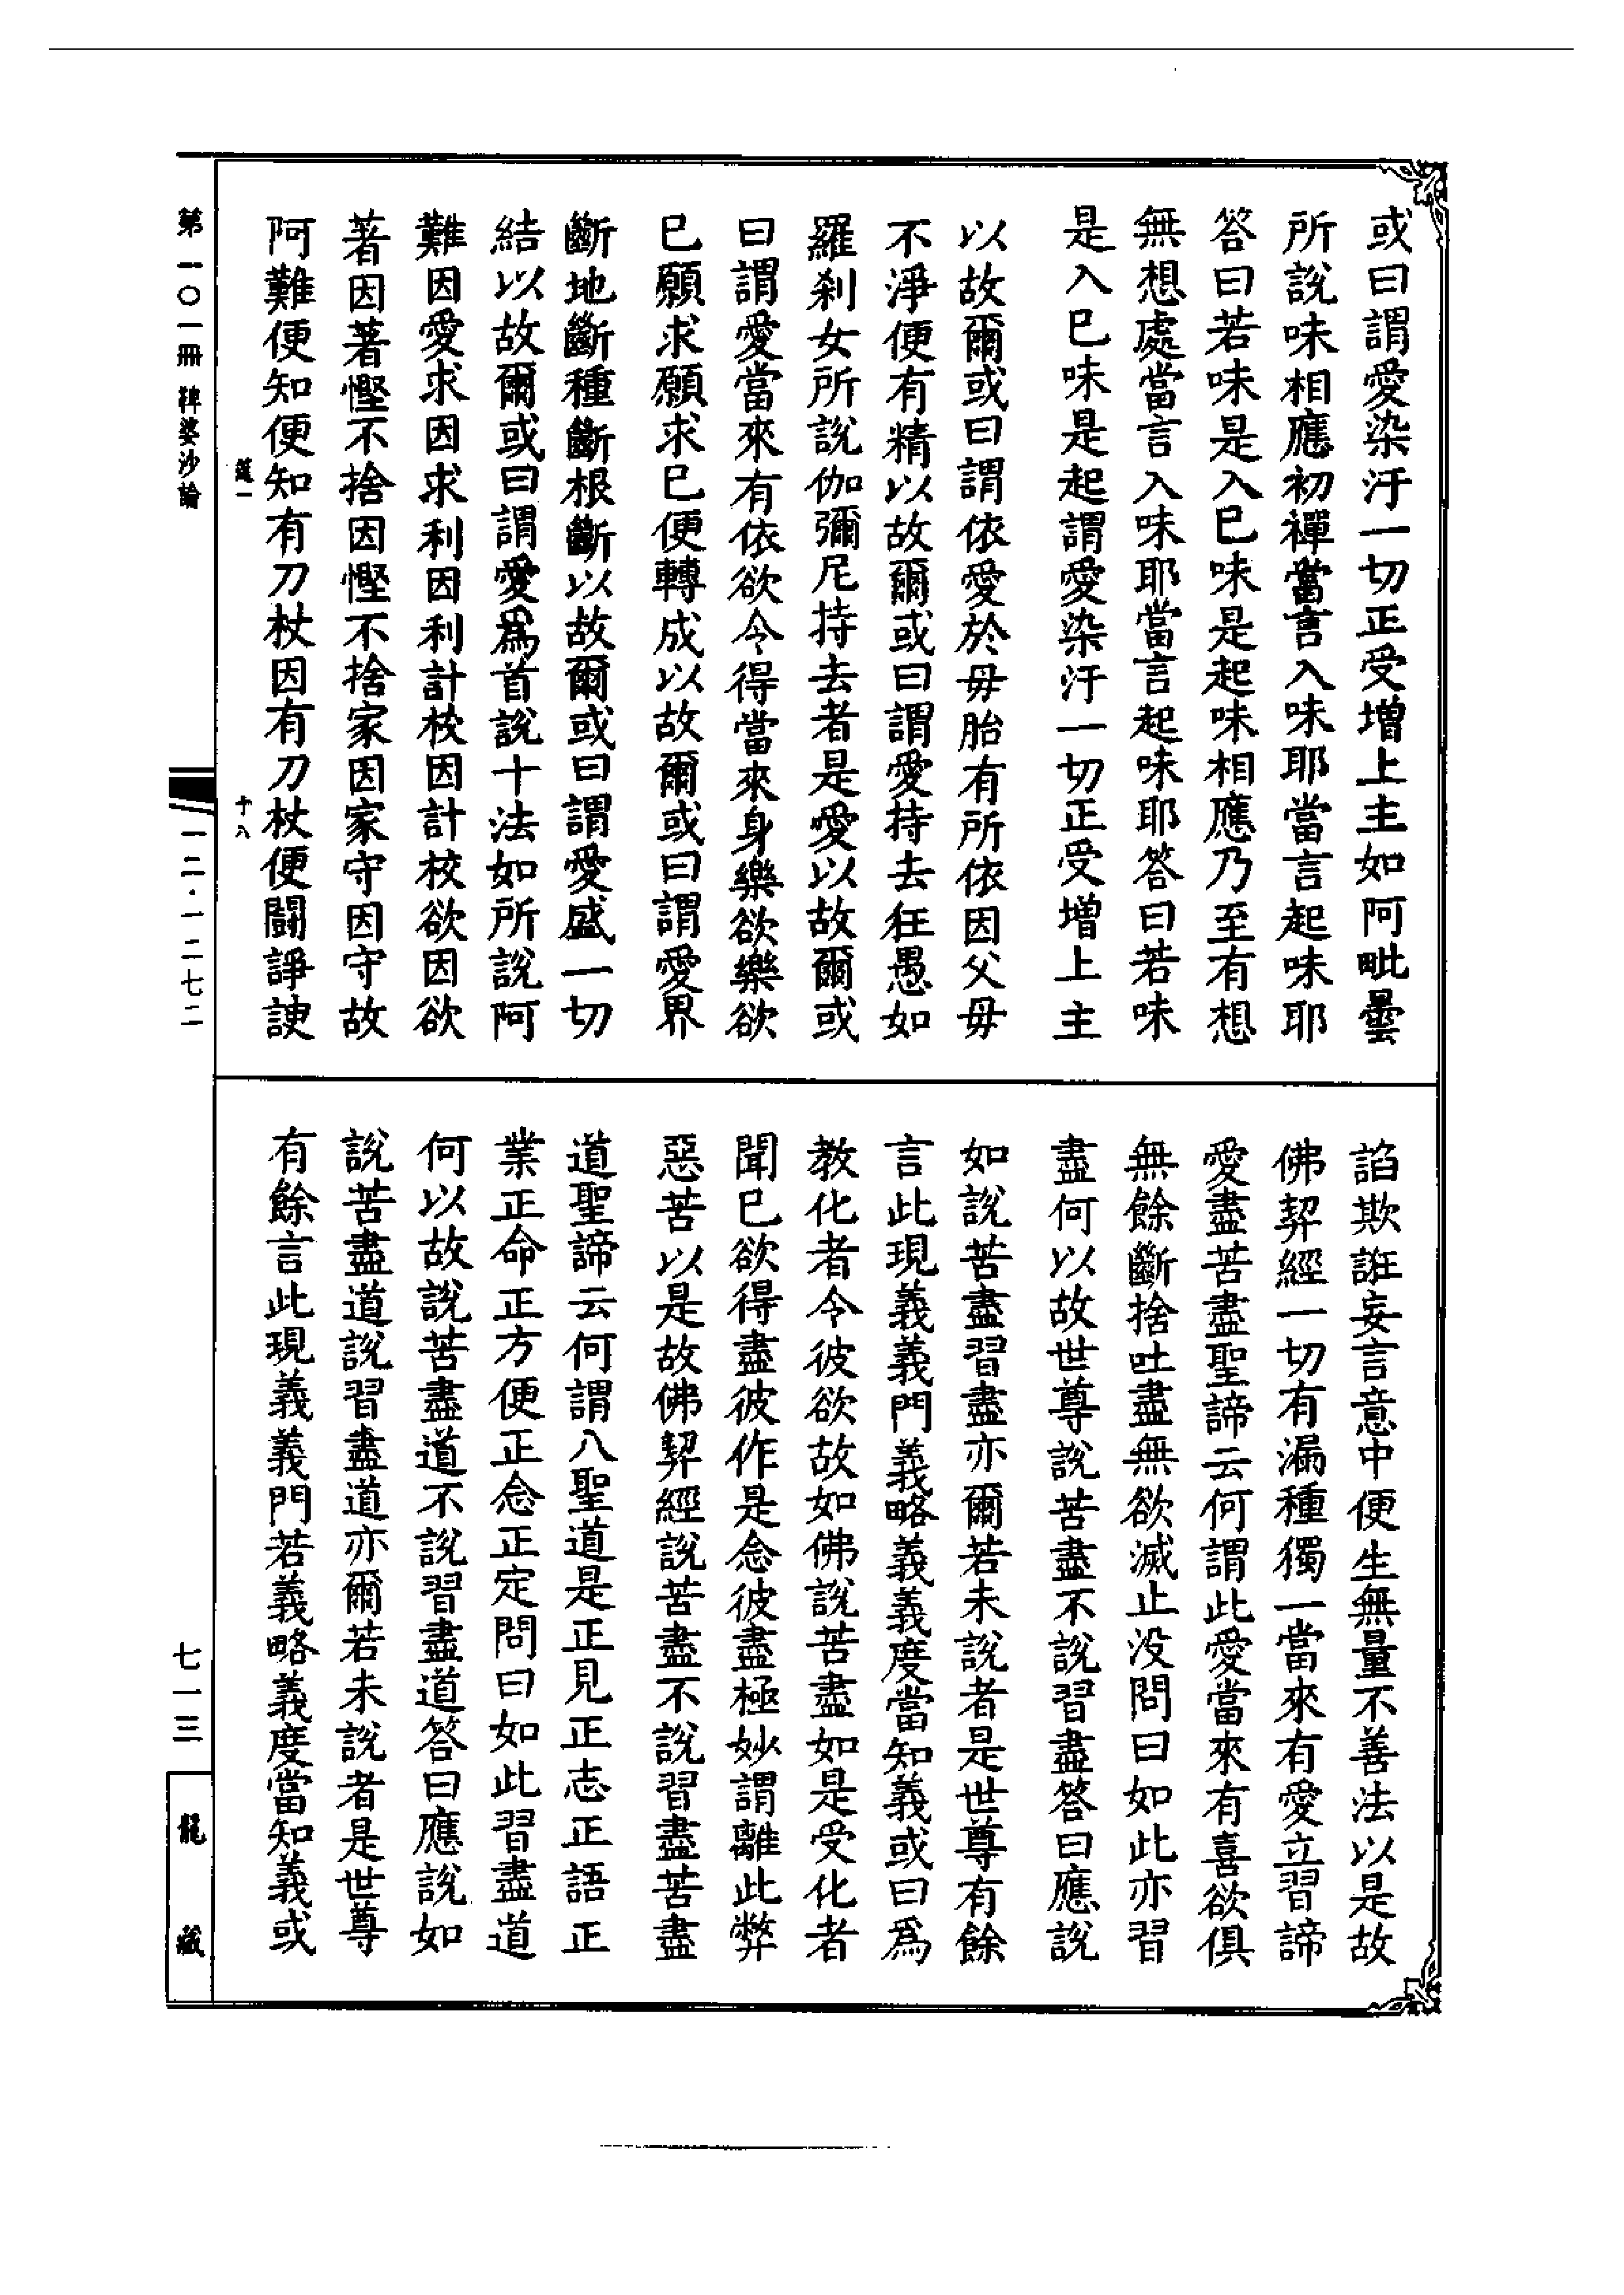 或曰謂愛染汙一切正受增上主如阿毗曇
所說味相應初禪當言入味耶當言起味耶
答曰若味是入已味是起味相應乃至有想
無想處當言入味耶當言起味耶答曰若味
是入已味是起謂愛染汙一切正受增上主
以故爾或曰謂依愛於毋胎有所依因父毋
不淨便有精以故爾或曰謂愛持去狂愚如
羅刹女所說伽彌尼持去者是愛以故爾或
曰謂愛當來有依欲令得當來身樂欲樂欲
已願求願求已便轉成以故爾或曰謂愛界
斷地斷種斷根斷以故爾或曰謂愛盛一切
結以故爾或曰謂愛為首說十法如所說阿
難因愛求因求利因利計校因計校欲因欲
著因著慳不捨因慳不捨家因家守因守故
阿難便知便知有刀杖因有刀杖便鬭諍諛
諂欺誑妄言意中便生無量不善法以是故
佛契經一切有漏種獨一當來有愛立習諦
愛盡苦盡聖諦云何謂此愛當來有喜欲俱
無餘斷捨吐盡無欲滅止没問曰如此亦習
盡何以故世尊說苦盡不說習盡答曰應說
如說苦盡習盡亦爾若未說者是世尊有餘
言此現義義門義略義義度當知義或曰為
教化者令彼欲故如佛說苦盡如是受化者
聞已欲得盡彼作是念彼盡極妙謂離此弊
惡苦以是故佛契經說苦盡不說習盡苦盡
道聖諦云何謂八聖道是正見正志正語正
業正命正方便正念正定問曰如此習盡道
何以故說苦盡道不說習盡道答曰應說如
說苦盡道說習盡道亦爾若未說者是世尊
有餘言此現義義門若義略義度當知義或
第一〇一冊 鞞婆沙論
筵一
十八
一二·一二七二
七一三
龍藏